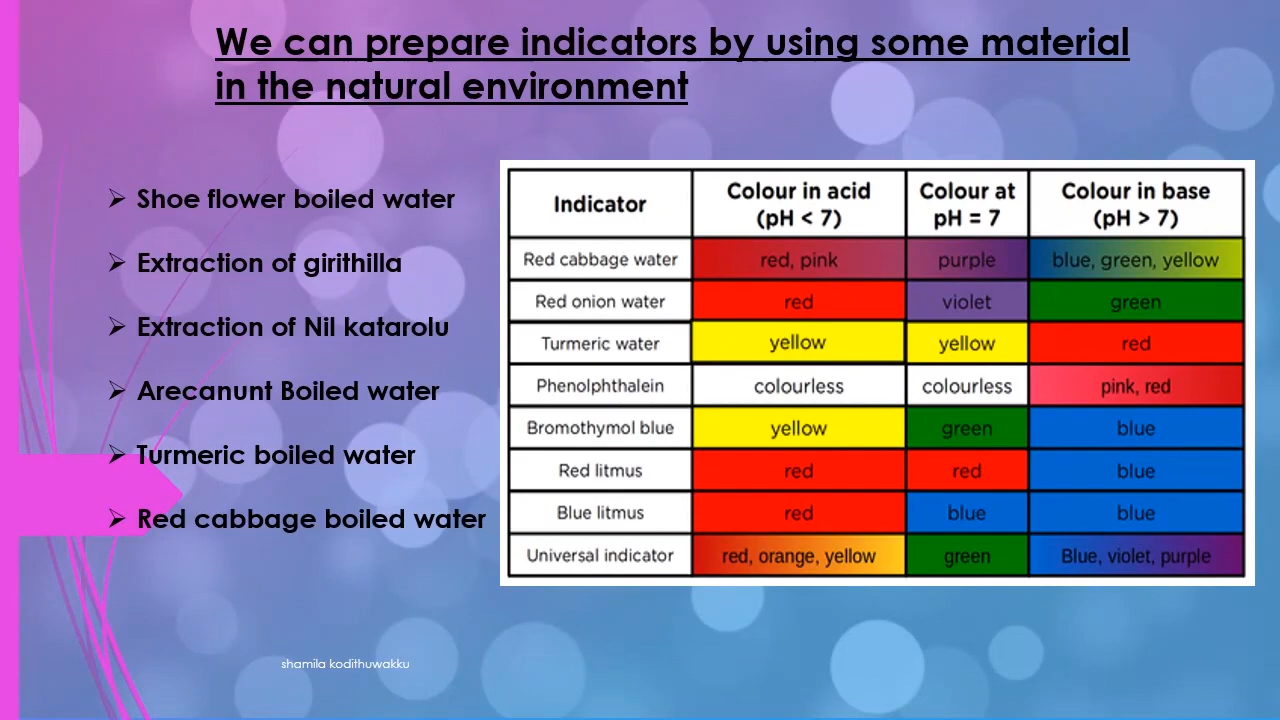 We can prepare indicators by using some material
in the natural environment
Shoe flower boiled water
Extraction of girithilla
Extraction of Nil katarolu
Arecanunt Boiled water
Turmeric boiled water
Red cabbage boiled water
Indicator Colour in acid (pH < 7) Colour at pH = 7 Colour in base (pH > 7)
Red cabbage water red, pink purple blue, green, yellow
Red onion water red violet green
Turmeric water yellow yellow red
Phenolphthalein colourless colourless pink, red
Bromothymol blue yellow green blue
Red litmus red red blue
Blue litmus red blue blue
Universal indicator red, orange, yellow green Blue, violet, purple
shamila kodithuwakku